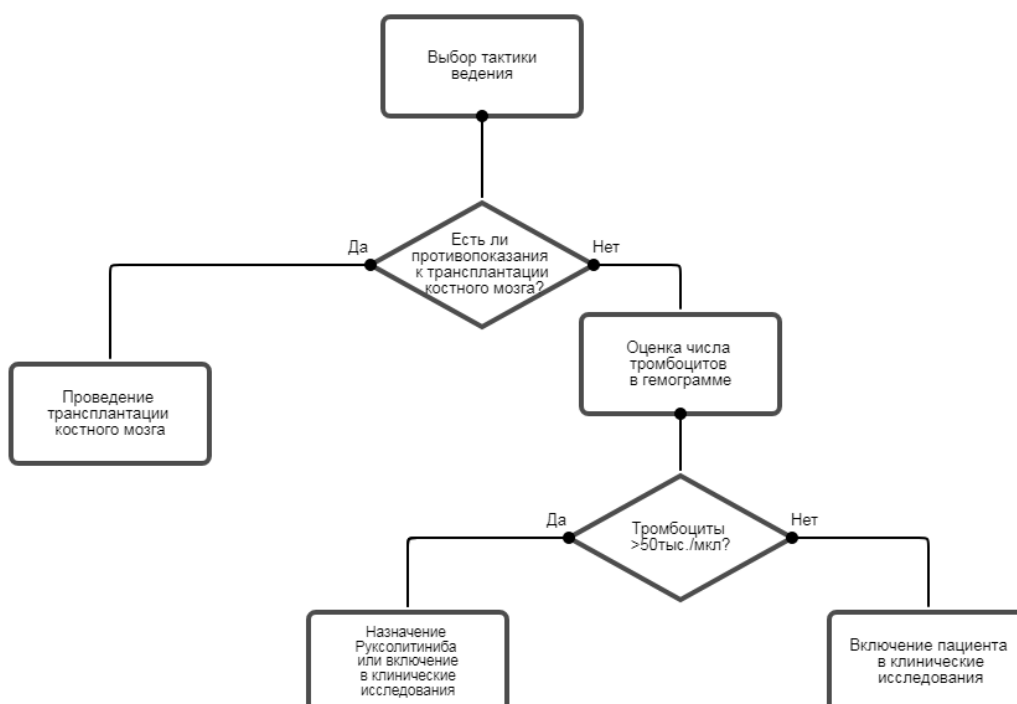 Выбор тактики
ведения
Да
Есть ли
противопоказания
к трансплантации
костного мозга?
Нет
Проведение
трансплантации
костного мозга
Оценка числа
тромбоцитов
в гемограмме
Да
Тромбоциты
>50тыс./мкл?
Нет
Назначение
Руксолитиниба
или включение
в клинические
исследования
Включение пациента
в клинические
исследования